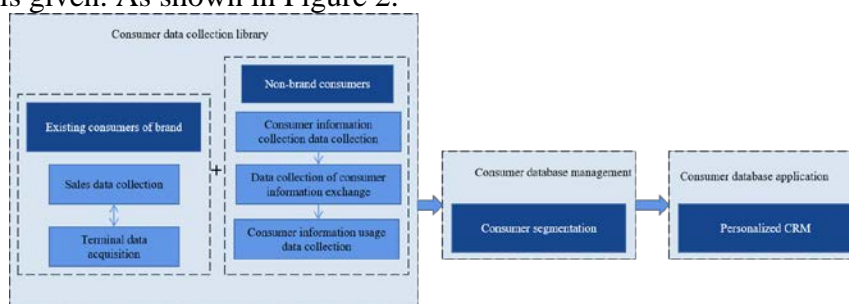 is given. As shown in Figure 2.
Consumer data collection library
Existing consumers of brand
Sales data collection
Terminal data
acquisition
+
Non-brand consumers
Consumer information
collection data collection
Data collection of consumer
information exchange
Consumer information usage
data collection
Consumer database management
Consumer segmentation
Consumer database application
Personalized CRM